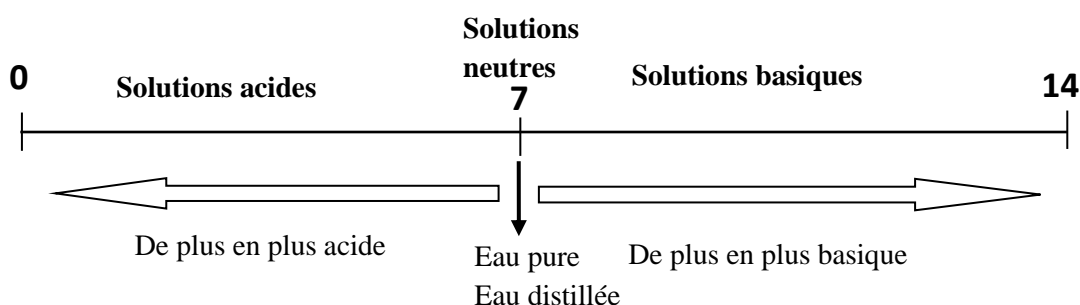 Solutions
neutres
0
Solutions acides
7
Solutions basiques
14
De plus en plus acide
Eau pure
Eau distillée
De plus en plus basique